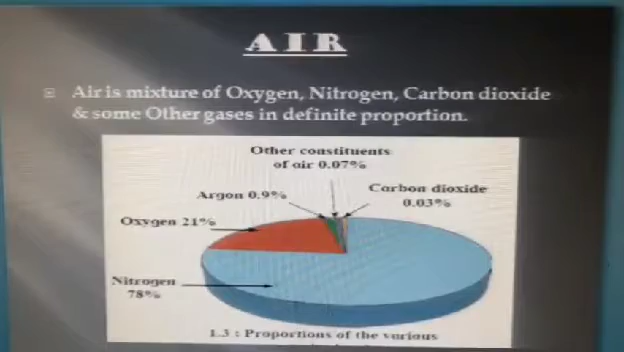 AIR
Air is mixture of Oxygen, Nitrogen, Carbon dioxide
& some Other gases in definite proportion.
Other constituents
of air 0.07%
Argon 0.9%
Carbon dioxide
0.03%
Oxygen 21%
Nitrogen
78%
1.3 : Proportions of the various